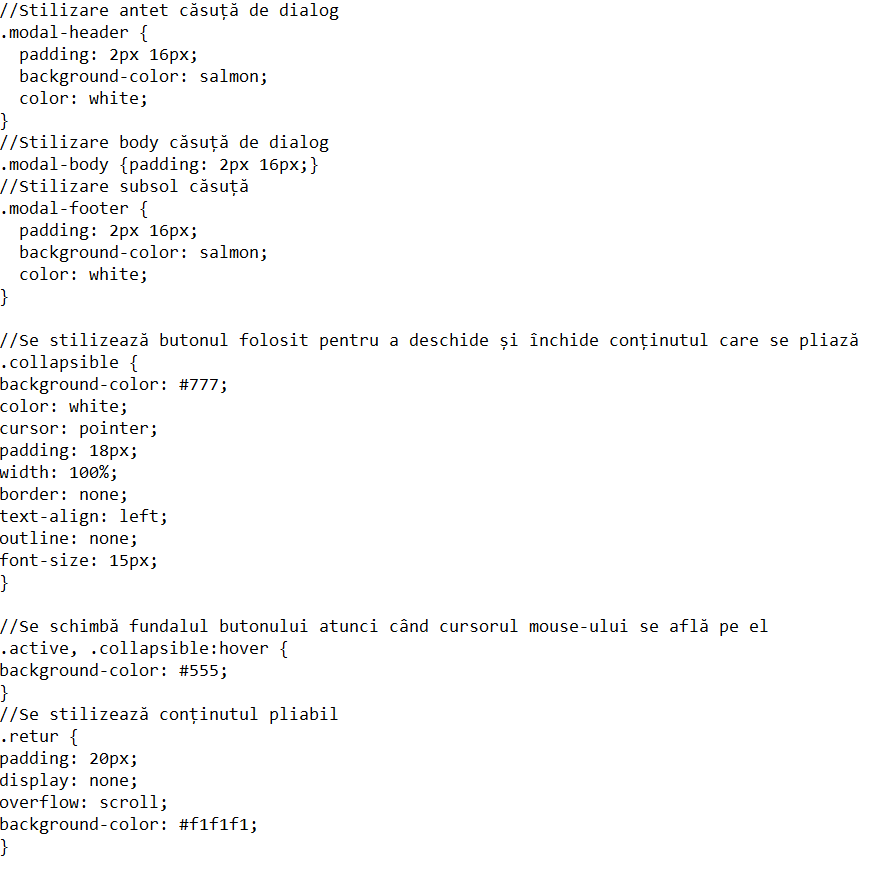 //Stilizare antet căsuță de dialog
.modal-header {
  padding: 2px 16px;
  background-color: salmon;
  color: white;
}
//Stilizare body căsuță de dialog
.modal-body {padding: 2px 16px;}
//Stilizare subsol căsuță
.modal-footer {
  padding: 2px 16px;
  background-color: salmon;
  color: white;
}

//Se stilizează butonul folosit pentru a deschide și închide conținutul care se pliază
.collapsible {
background-color: #777;
color: white;
cursor: pointer;
padding: 18px;
width: 100%;
border: none;
text-align: left;
outline: none;
font-size: 15px;
}

//Se schimbă fundalul butonului atunci când cursorul mouse-ului se află pe el
.active, .collapsible:hover {
background-color: #555;
}
//Se stilizează conținutul pliabil
.retur {
padding: 20px;
display: none;
overflow: scroll;
background-color: #f1f1f1;
}